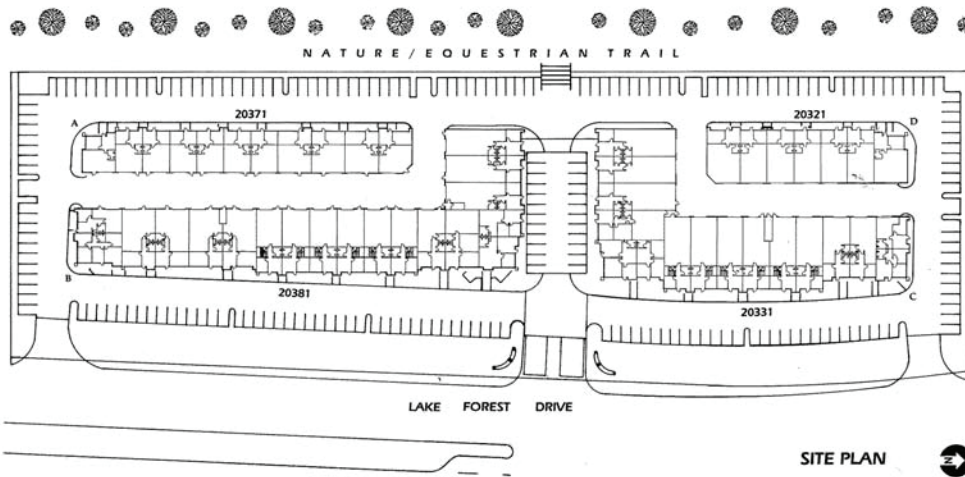 NATURE/EQUESTRIAN TRAIL
20371
20321
A
D
B
20381
20331
C
LAKE FOREST DRIVE
SITE PLAN
N